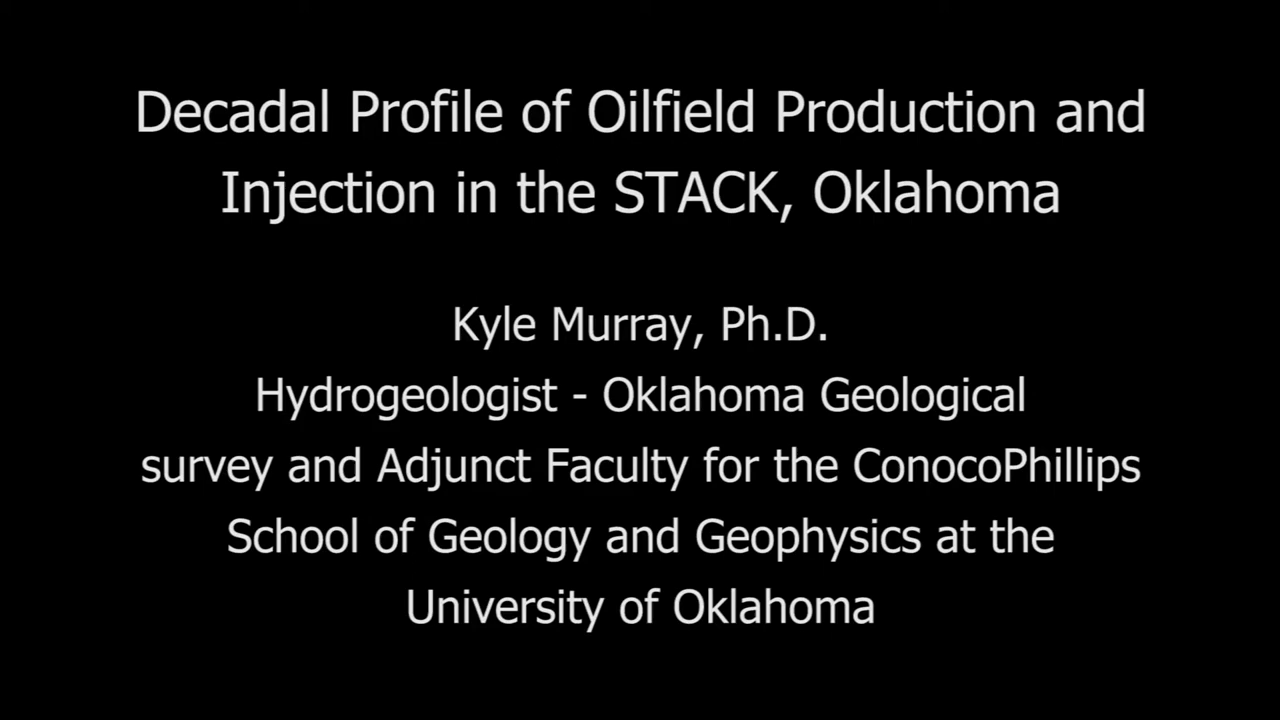 Decadal Profile of Oilfield Production and
Injection in the STACK, Oklahoma
Kyle Murray, Ph.D.
Hydrogeologist - Oklahoma Geological
survey and Adjunct Faculty for the ConocoPhillips
School of Geology and Geophysics at the
University of Oklahoma